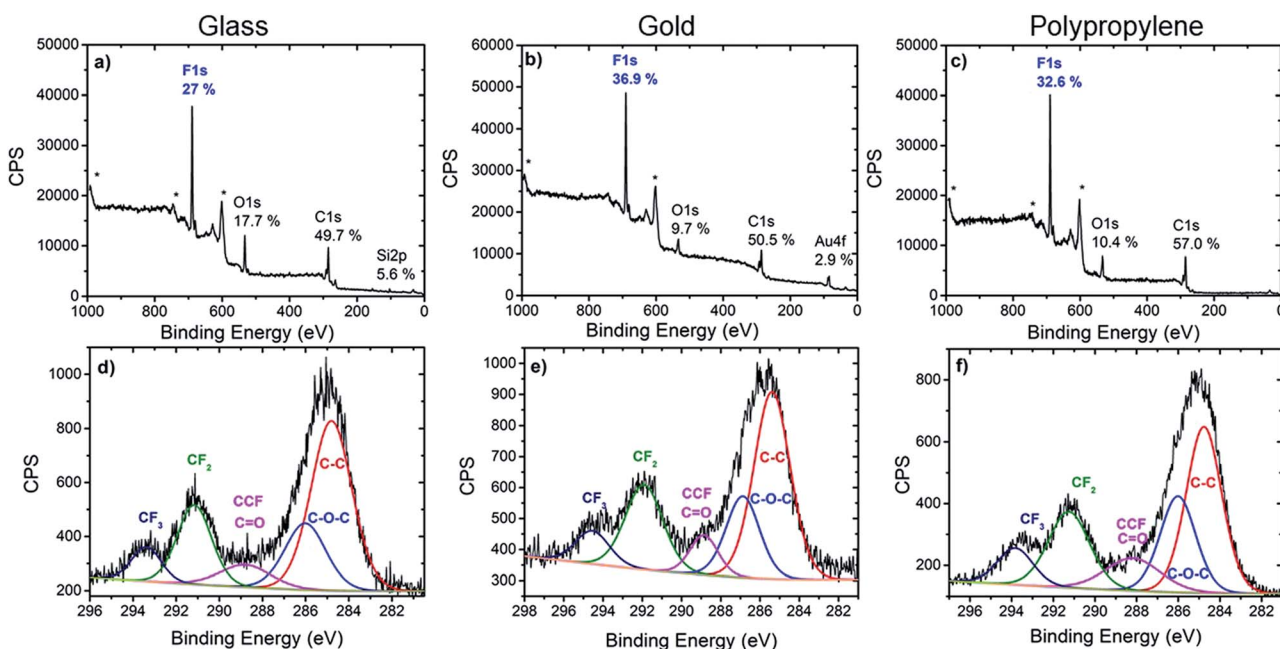 Glass
Gold
Polypropylene
a)
50000
40000
30000
20000
10000
0
CPS
F1s
27 %
*
*
*
O1s
17.7 %
C1s
49.7 %
Si2p
5.6 %
1000 800 600 400 200 0
Binding Energy (eV)
b)
60000
50000
40000
30000
20000
10000
0
CPS
F1s
36.9 %
*
*
O1s
9.7 %
C1s
50.5 %
Au4f
2.9 %
1000 800 600 400 200 0
Binding Energy (eV)
c)
50000
40000
30000
20000
10000
0
CPS
F1s
32.6 %
*
*
*
O1s
10.4 %
C1s
57.0 %
1000 800 600 400 200 0
Binding Energy (eV)
d)
1000
800
600
400
200
CPS
CF3
CF2
CCF
C=O
C-O-C
C-C
296 294 292 290 288 286 284 282
Binding Energy (eV)
e)
1000
900
800
700
600
500
400
300
CPS
CF3
CF2
CCF
C=O
C-O-C
C-C
298 296 294 292 290 288 286 284 282
Binding Energy (eV)
f)
800
600
400
200
CPS
CF3
CF2
CCF
C=O
C-O-C
C-C
296 294 292 290 288 286 284 282
Binding Energy (eV)